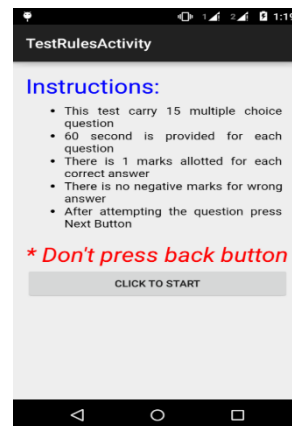 1 2 1:19
TestRulesActivity
Instructions:
• This test carry 15 multiple choice
question
• 60 second is provided for each
question
• There is 1 marks allotted for each
correct answer
• There is no negative marks for wrong
answer
• After attempting the question press
Next Button
* Don't press back button
CLICK TO START